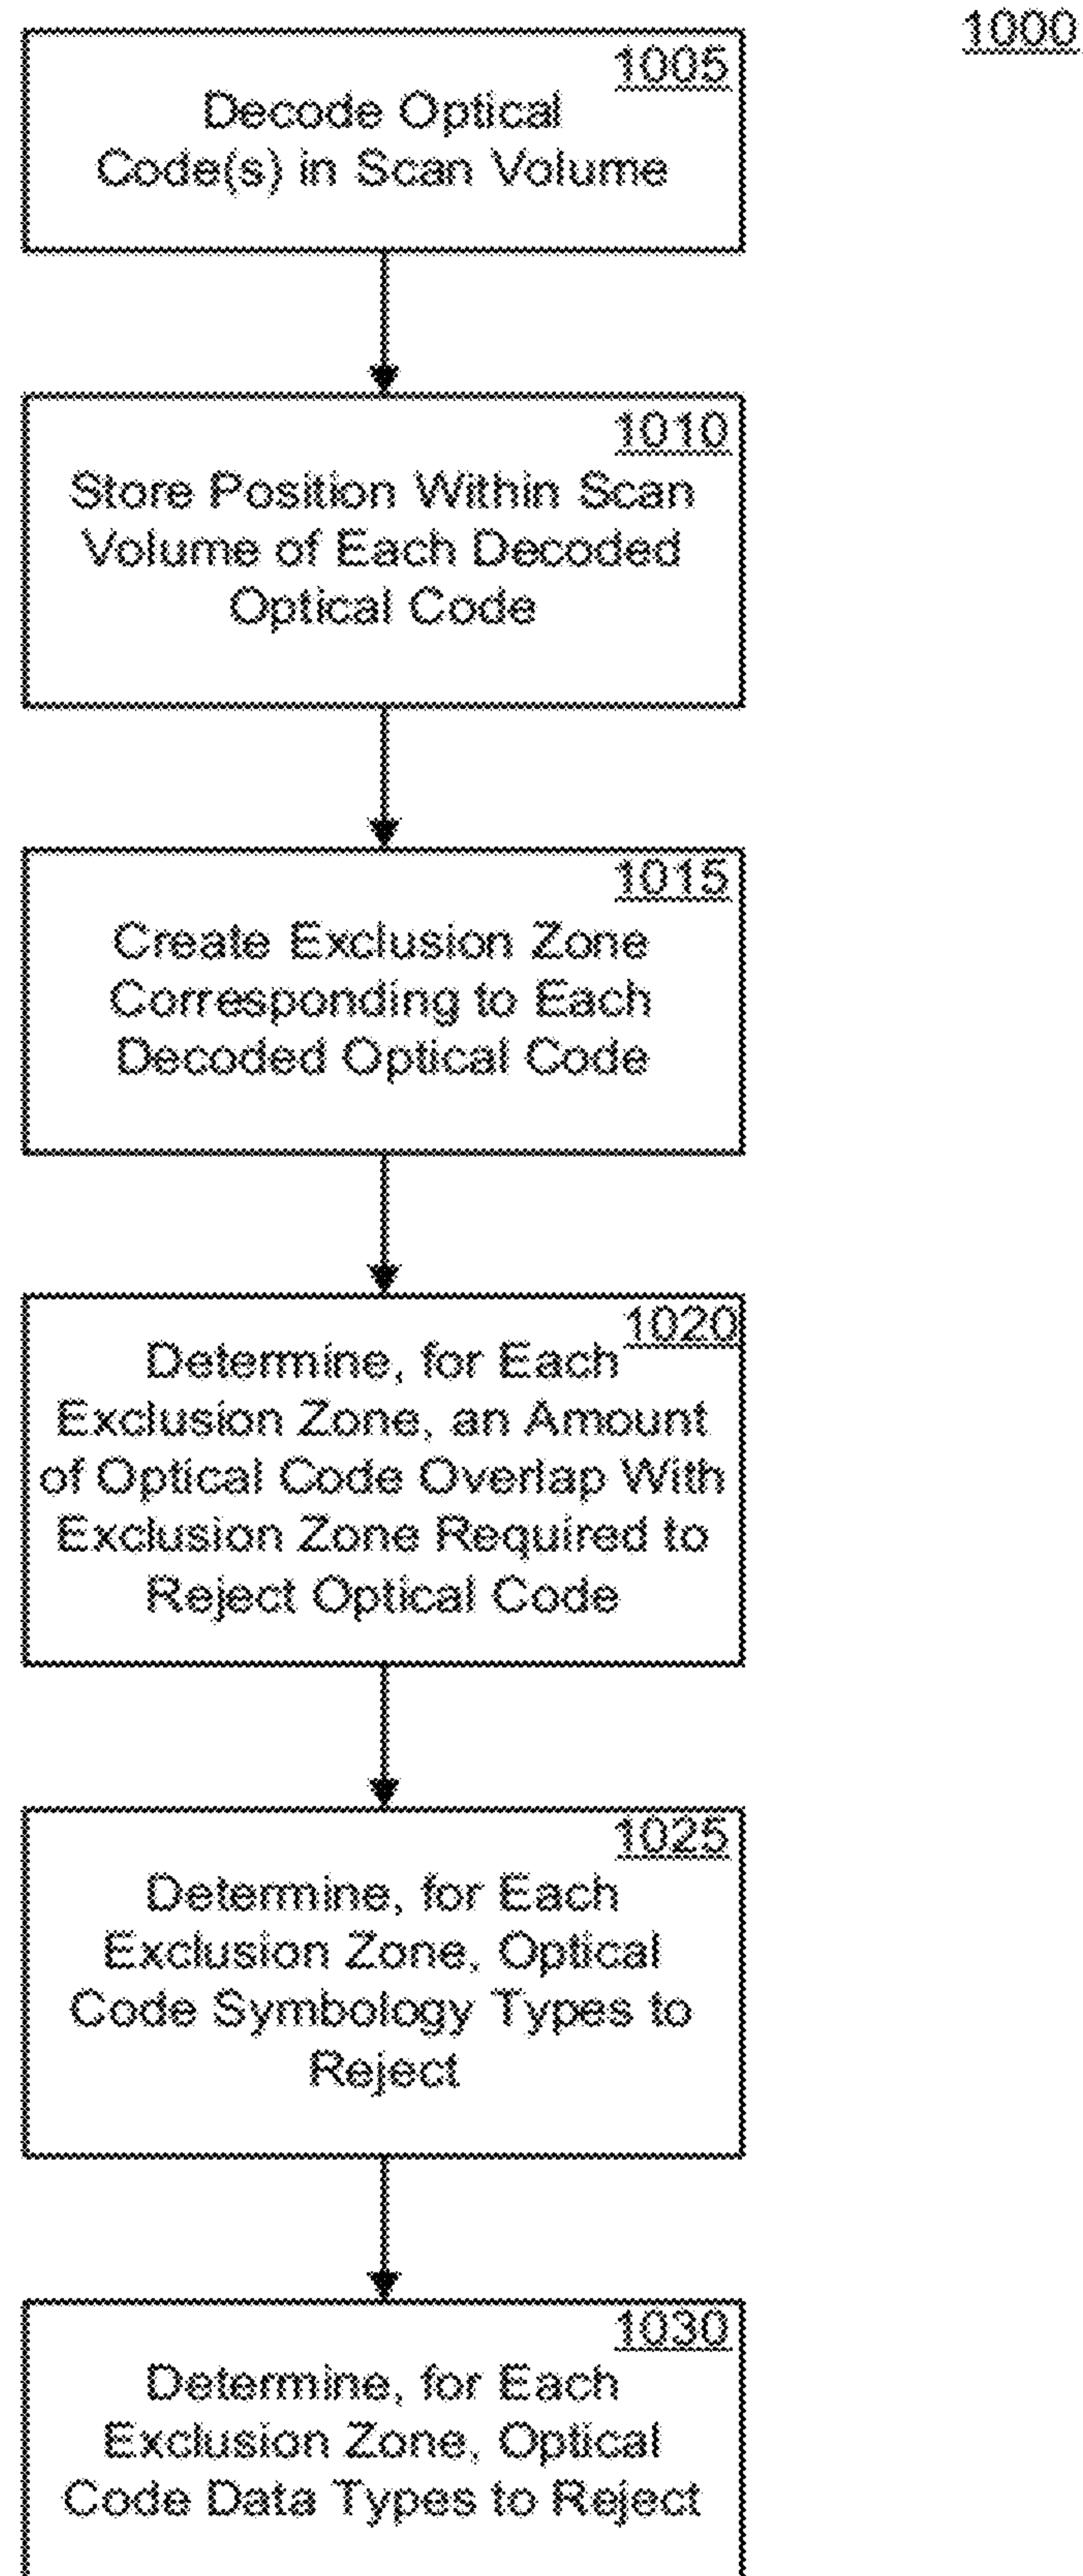 1000
1005
Decode Optical
Code(s) in Scan Volume
1010
Store Position Within Scan
Volume of Each Decoded
Optical Code
1015
Create Exclusion Zone
Corresponding to Each
Decoded Optical Code
1020
Determine, for Each
Exclusion Zone, an Amount
of Optical Code Overlap With
Exclusion Zone Required to
Reject Optical Code
1025
Determine, for Each
Exclusion Zone, Optical
Code Symbology Types to
Reject
1030
Determine, for Each
Exclusion Zone, Optical
Code Data Types to Reject